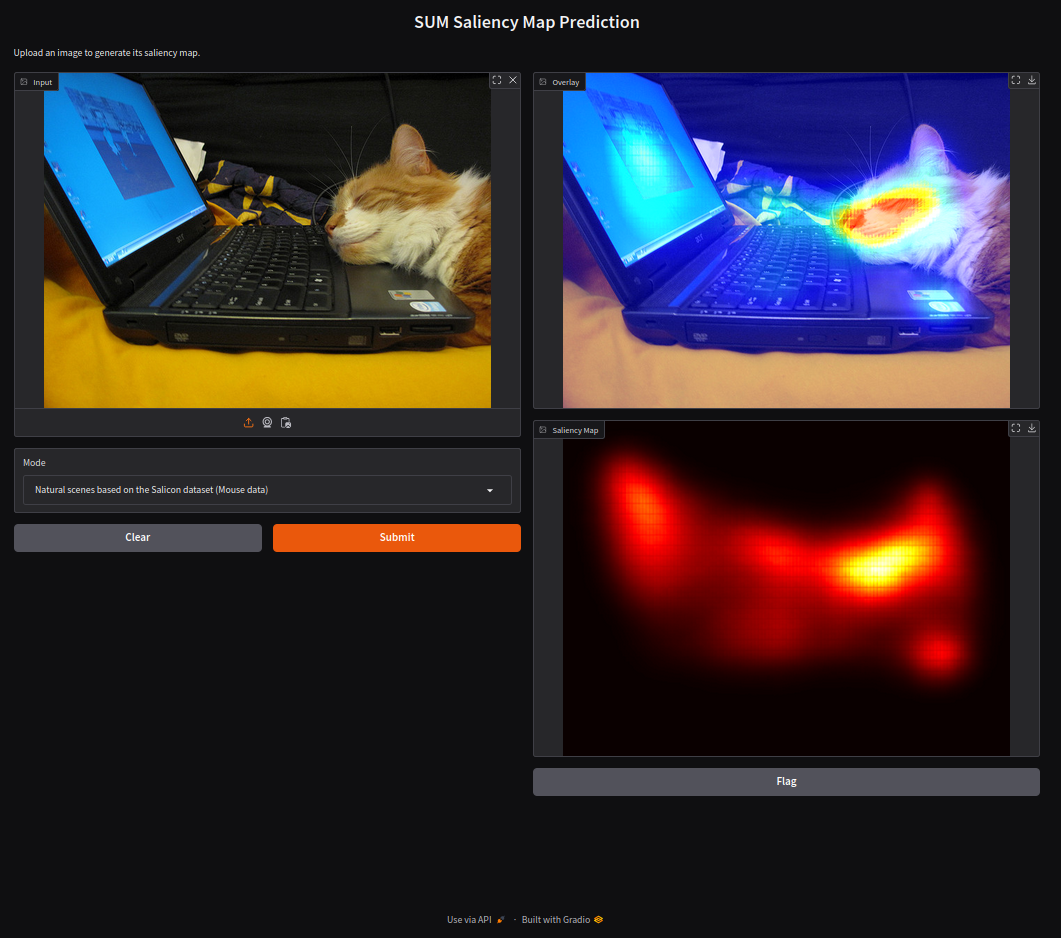 SUM Saliency Map Prediction
Upload an image to generate its saliency map.
Input
Overlay
Saliency Map
Mode
Natural scenes based on the Salicon dataset (Mouse data)
Clear
Submit
Flag
Use via API · Built with Gradio